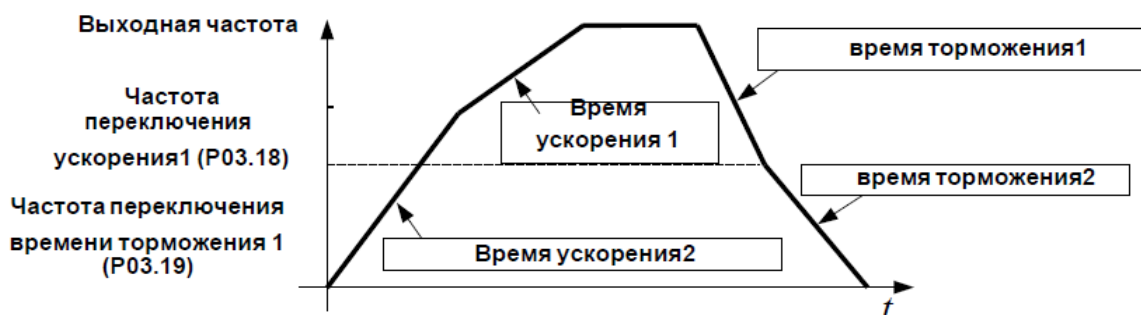 Выходная частота
Частота
переключения
ускорения1 (P03.18)
Частота переключения
времени торможения 1
(P03.19)
Время
ускорения 1
Время ускорения2
время торможения1
время торможения2
t